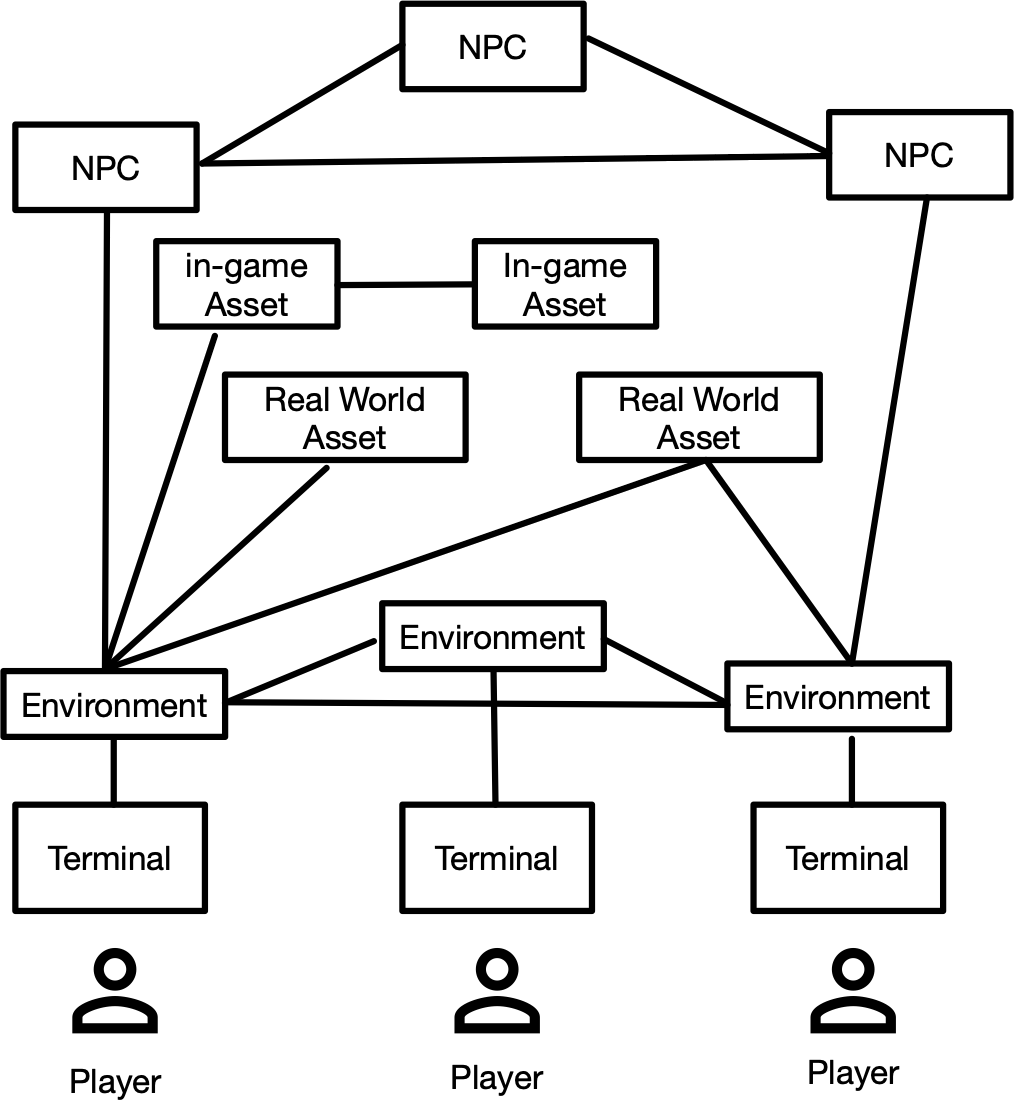 NPC
NPC
NPC
in-game
Asset
In-game
Asset
Real World
Asset
Real World
Asset
Environment
Environment
Environment
Terminal
Terminal
Terminal
Player
Player
Player